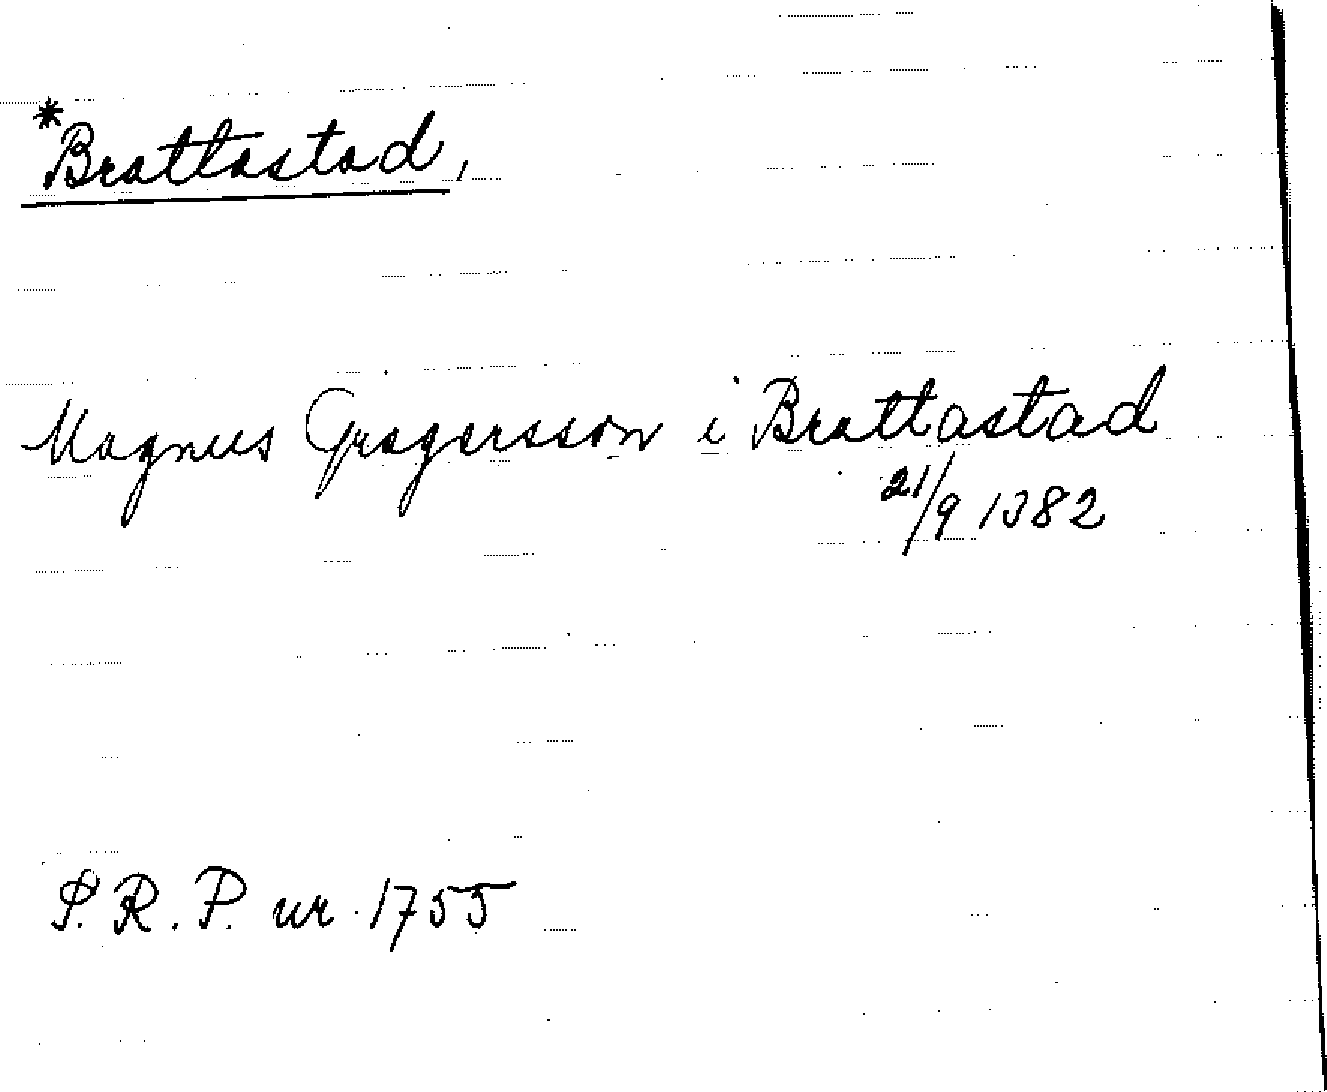 *Brattastad,
Magnus Gregersson i Brattastad
21/9 1382
S.R.P. nr 1755